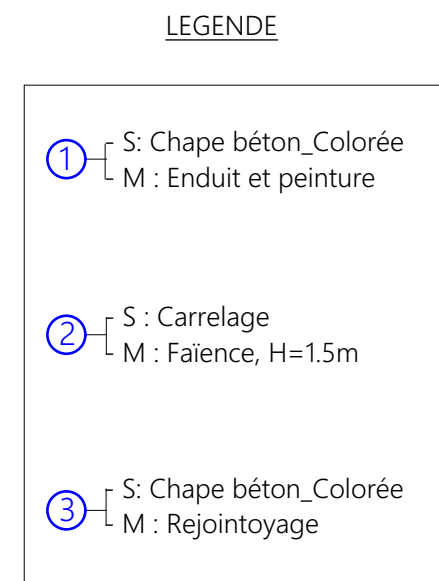 LEGENDE
S: Chape béton_Colorée
1
M : Enduit et peinture
S : Carrelage
2
M : Faïence, H=1.5m
S: Chape béton_Colorée
3
M : Rejointoyage